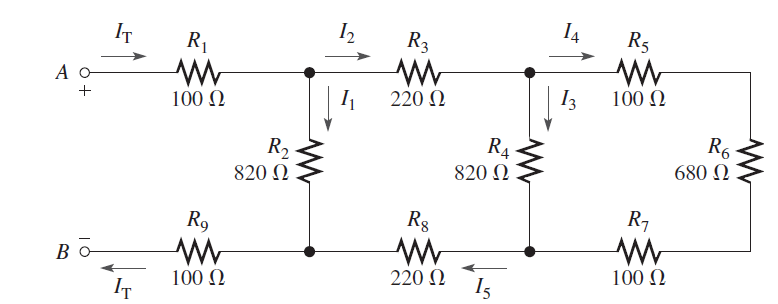 I_T R_1 I_2 R_3 I_4 R_5
A
+ 100 Ω I_1 220 Ω I_3 100 Ω
R_2 R_4 R_6
820 Ω 820 Ω 680 Ω
R_9 R_8 R_7
−
B
I_T 100 Ω 220 Ω I_5 100 Ω